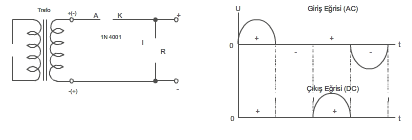 Trafo
+(-)
A
K
+
1N 4001
I
R
-(+)
-
U
Giriş Eğrisi (AC)
+
+
0
t
-
-
Çıkış Eğrisi (DC)
+
+
0
t